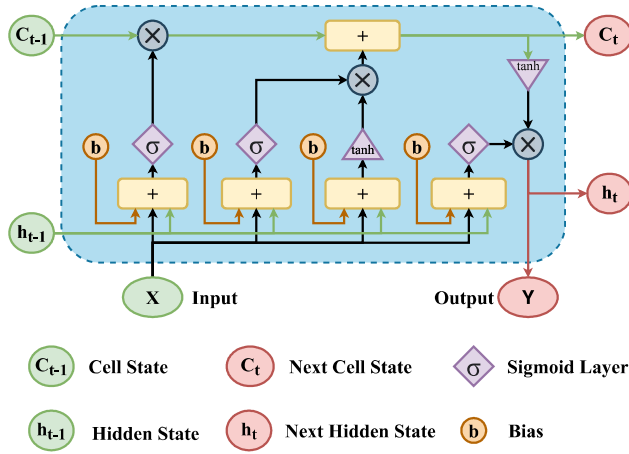 C_{t-1} × + C_t
tanh
×
σ σ σ ×
b b b tanh b
+ + + +
h_t
h_{t-1}
X Input Output Y
C_{t-1} Cell State C_t Next Cell State σ Sigmoid Layer
h_{t-1} Hidden State h_t Next Hidden State b Bias